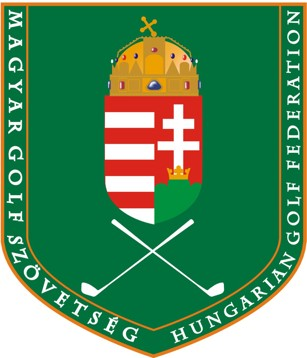 MAGYAR GOLF SZÖVETSÉG
HUNGARIAN GOLF FEDERATION